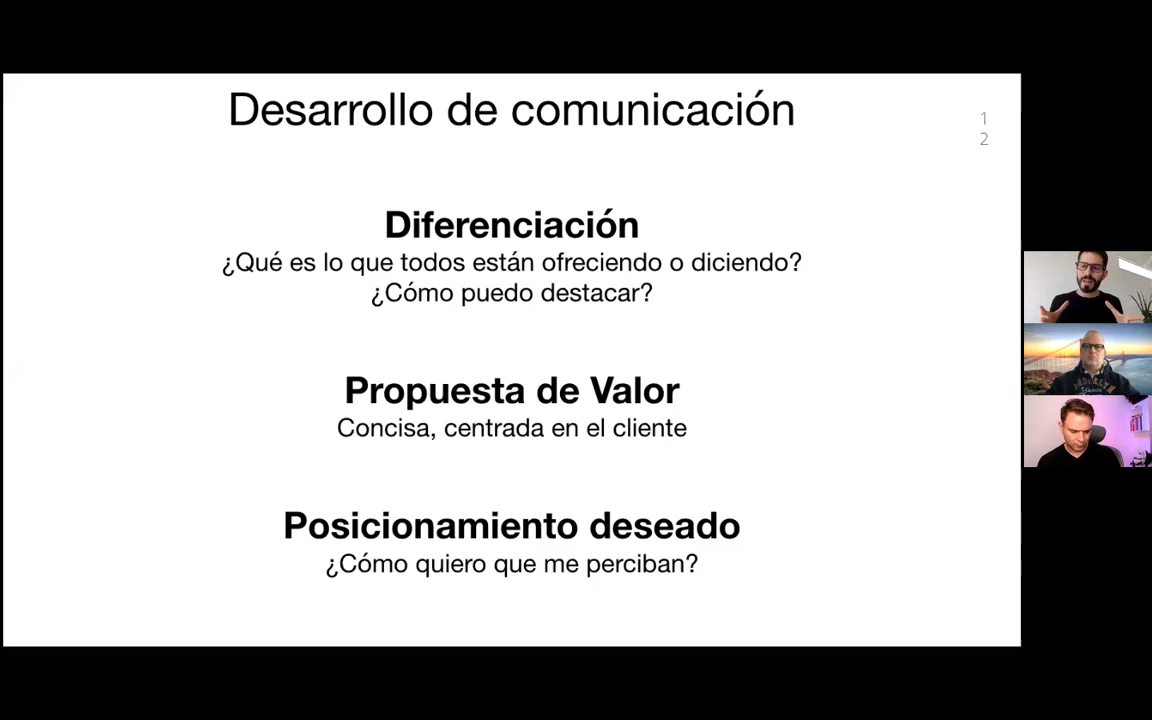 Desarrollo de comunicación
1
2
Diferenciación
¿Qué es lo que todos están ofreciendo o diciendo?
¿Cómo puedo destacar?
Propuesta de Valor
Concisa, centrada en el cliente
Posicionamiento deseado
¿Cómo quiero que me perciban?
BROOKLYN